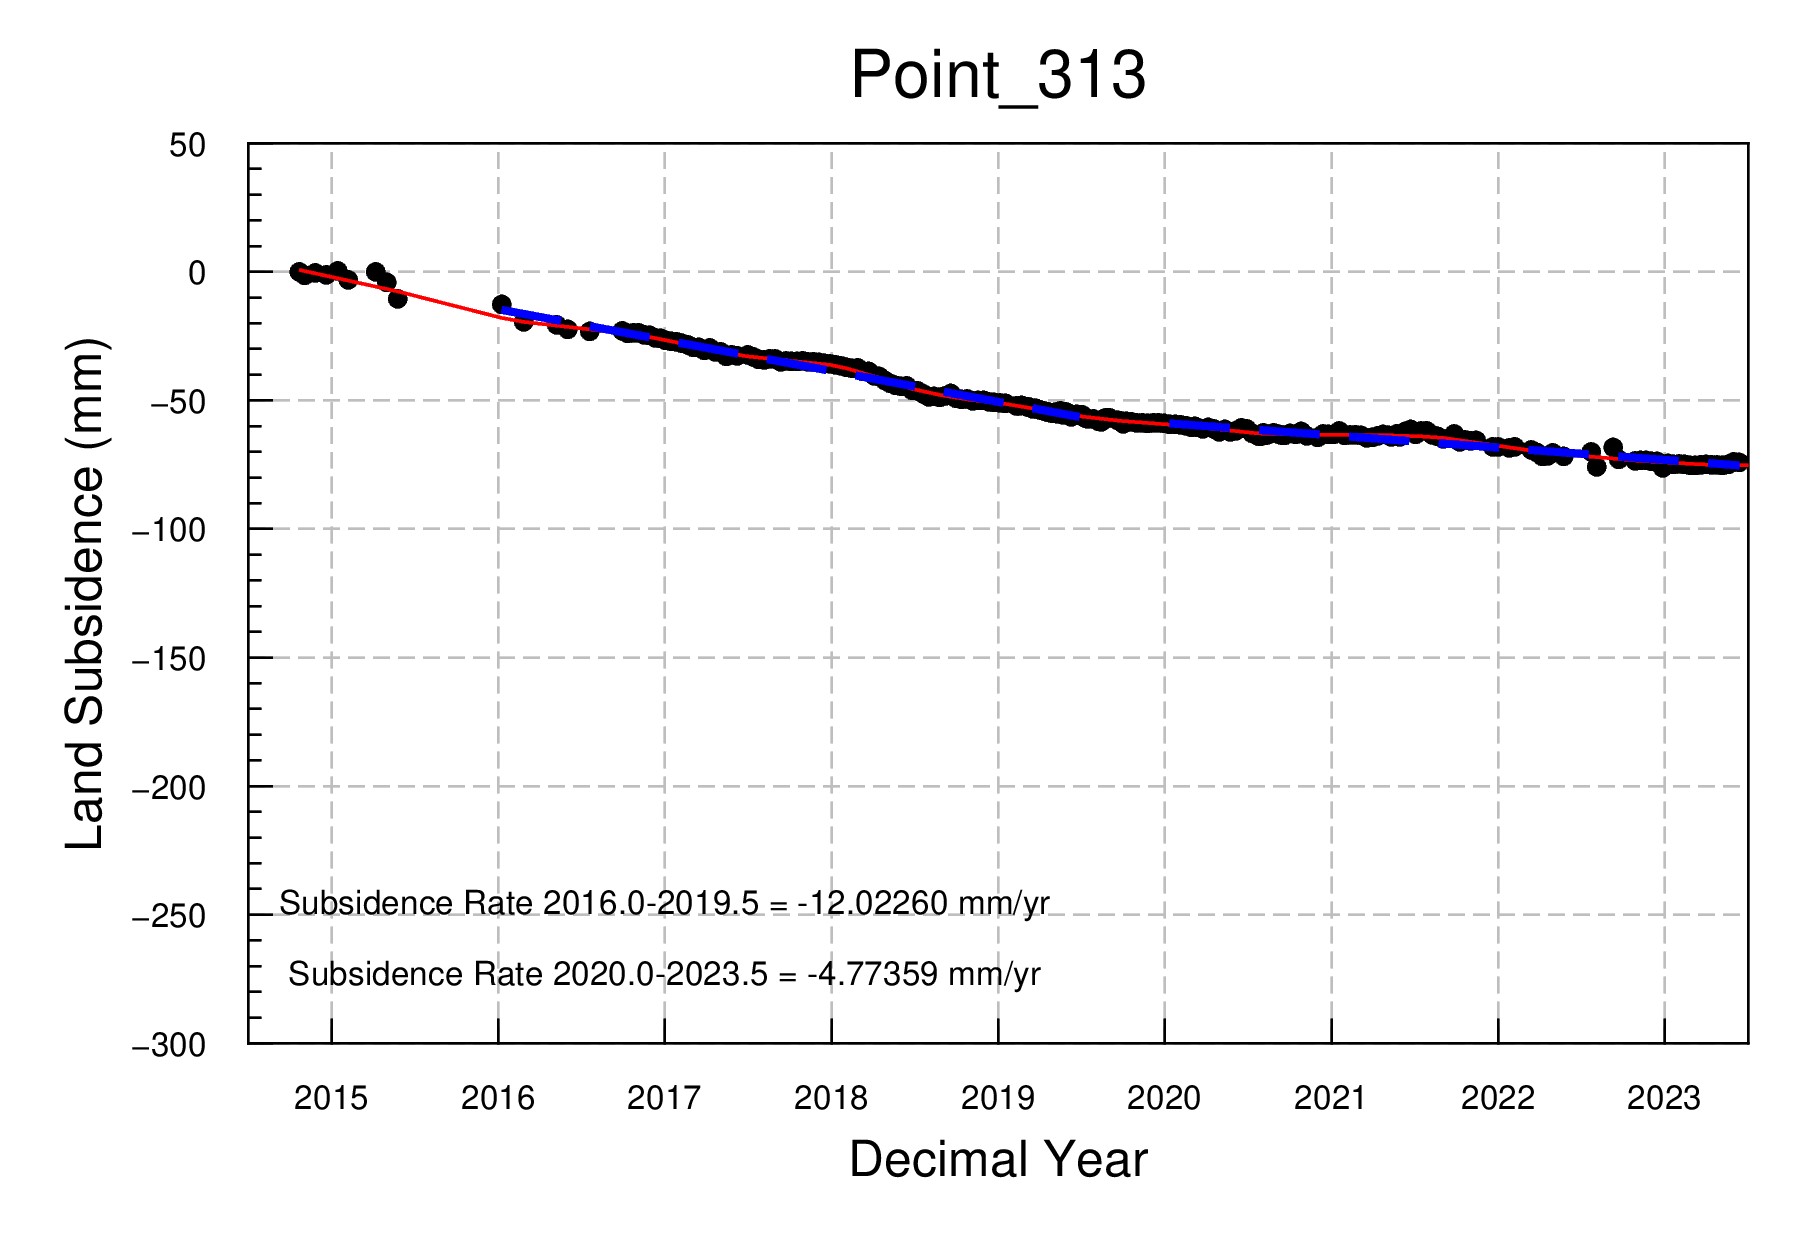 Point_313
50
0
−50
−100
−150
−200
−250
−300
Land Subsidence (mm)
Subsidence Rate 2016.0-2019.5 = -12.02260 mm/yr
Subsidence Rate 2020.0-2023.5 = -4.77359 mm/yr
2015 2016 2017 2018 2019 2020 2021 2022 2023
Decimal Year